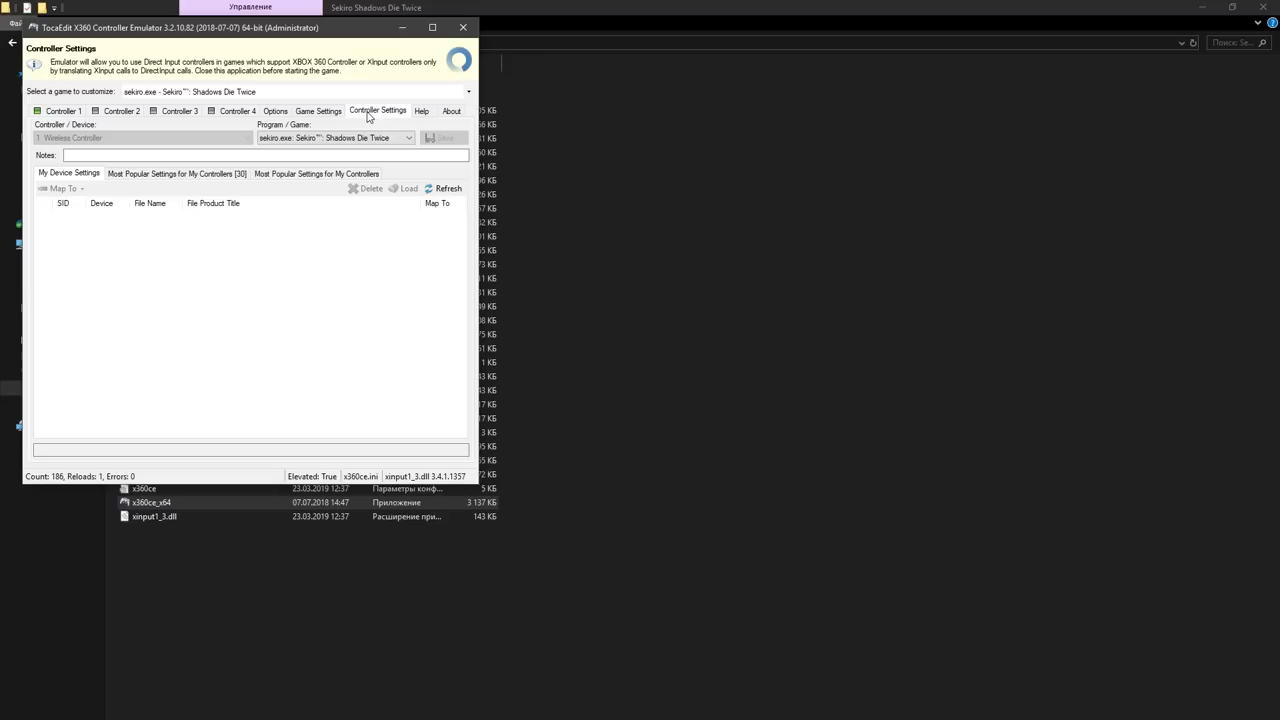 Управление
Sekiro Shadows Die Twice
TocaEdit X360 Controller Emulator 3.2.10.82 (2018-07-07) 64-bit (Administrator)
Controller Settings
Emulator will allow you to use Direct Input controllers in games which support XBOX 360 Controller or XInput controllers only
by translating XInput calls to DirectInput calls. Close this application before starting the game.
Поиск: Se...
Select a game to customize: sekiro.exe - Sekiro™: Shadows Die Twice
Controller 1 Controller 2 Controller 3 Controller 4 Options Game Settings Controller Settings Help About
Controller / Device: Program / Game:
1 Wireless Controller sekiro.exe: Sekiro™: Shadows Die Twice Save
Notes:
My Device Settings Most Popular Settings for My Controllers [30] Most Popular Settings for My Controllers
Map To Delete Load Refresh
SID Device File Name File Product Title Map To
Count: 186, Reloads: 1, Errors: 0 Elevated: True x360ce.ini xinput1_3.dll 3.4.1.1357
x360ce 23.03.2019 12:37 Параметры конф... 5 КБ
x360ce_x64 07.07.2018 14:47 Приложение 3 137 КБ
xinput1_3.dll 23.03.2019 12:37 Расширение при... 143 КБ